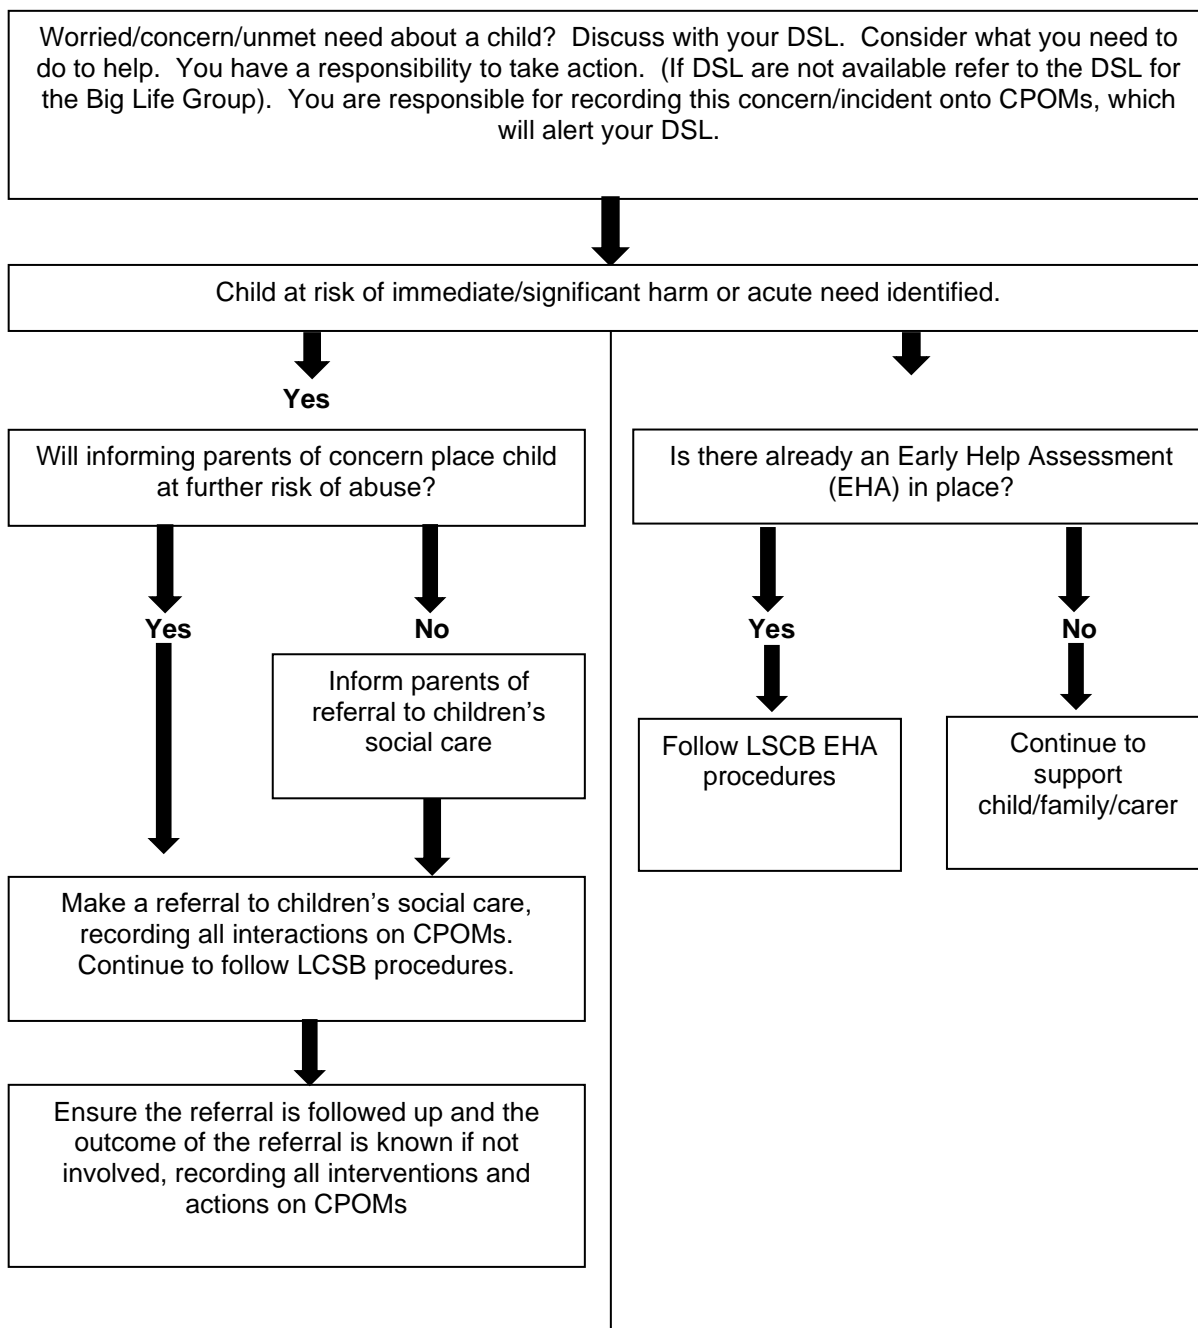 Worried/concern/unmet need about a child?  Discuss with your DSL.  Consider what you need to
do to help.  You have a responsibility to take action.  (If DSL are not available refer to the DSL for
the Big Life Group).  You are responsible for recording this concern/incident onto CPOMs, which
will alert your DSL.
Child at risk of immediate/significant harm or acute need identified.
Yes
Will informing parents of concern place child
at further risk of abuse?
Yes
No
Inform parents of
referral to children’s
social care
Make a referral to children’s social care,
recording all interactions on CPOMs.
Continue to follow LCSB procedures.
Ensure the referral is followed up and the
outcome of the referral is known if not
involved, recording all interventions and
actions on CPOMs
Is there already an Early Help Assessment
(EHA) in place?
Yes
No
Follow LSCB EHA
procedures
Continue to
support
child/family/carer